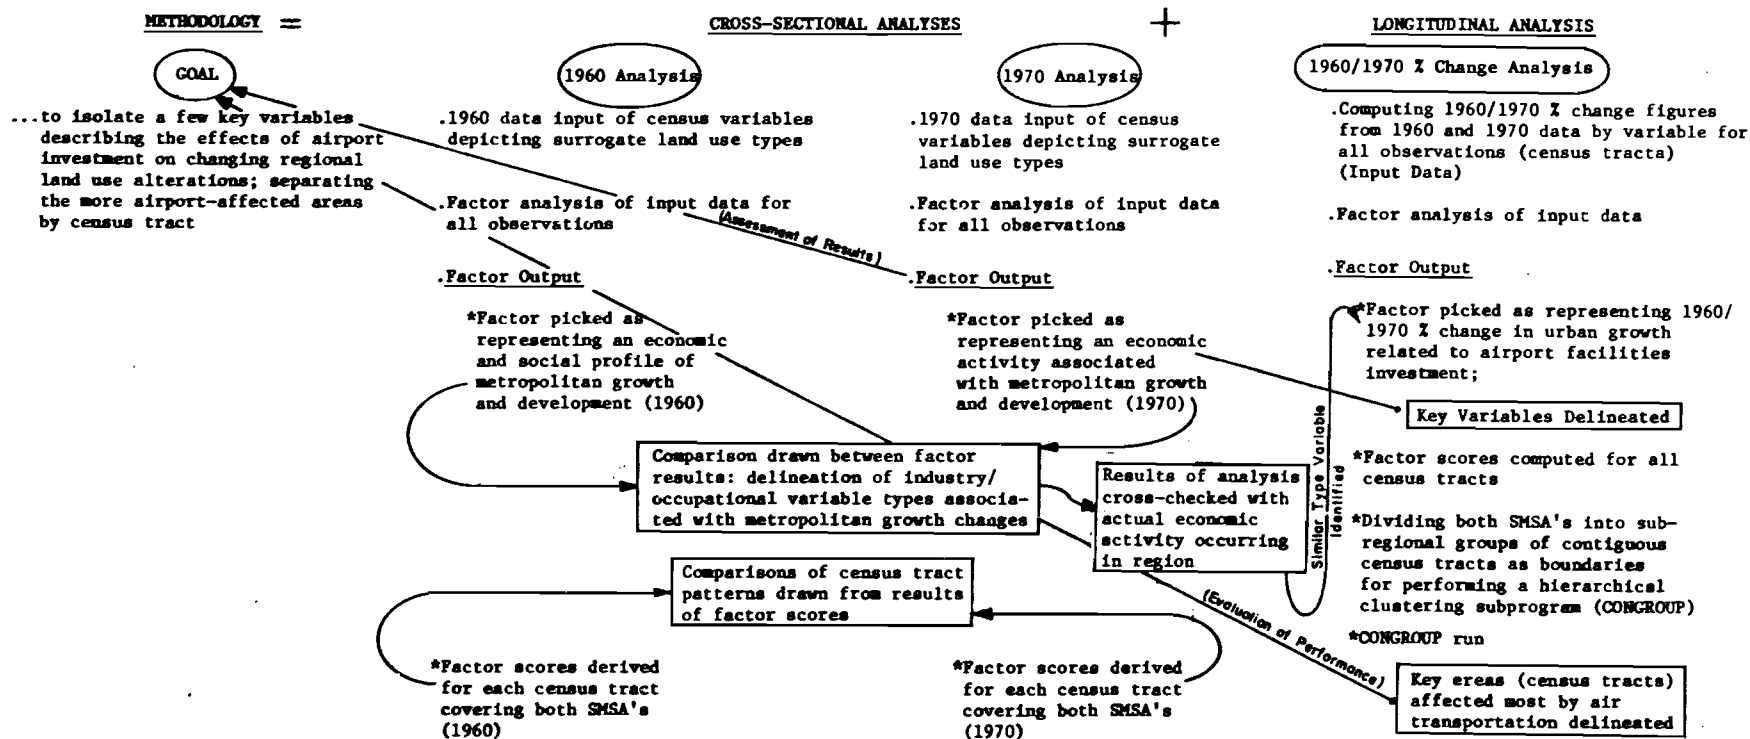 METHODOLOGY =
CROSS-SECTIONAL ANALYSES
+
LONGITUDINAL ANALYSIS
GOAL
...to isolate a few key variables
describing the effects of airport
investment on changing regional
land use alterations; separating
the more airport-affected areas
by census tract
1960 Analysis
.1960 data input of census variables
depicting surrogate land use types
.Factor analysis of input data for
all observations
(Assessment of Results)
.Factor Output
*Factor picked as
representing an economic
and social profile of
metropolitan growth
and development (1960)
1970 Analysis
.1970 data input of census
variables depicting surrogate
land use types
.Factor analysis of input data
for all observations
.Factor Output
*Factor picked as
representing an economic
activity associated
with metropolitan growth
and development (1970)
Comparison drawn between factor
results: delineation of industry/
occupational variable types associa-
ted with metropolitan growth changes
Results of analysis
cross-checked with
actual economic
activity occurring
in region
Comparisons of census tract
patterns drawn from results
of factor scores
*Factor scores derived
for each census tract
covering both SMSA's
(1960)
*Factor scores derived
for each census tract
covering both SMSA's
(1970)
Similar Type Variable
Identified
(Evaluation of Performance)
1960/1970 % Change Analysis
.Computing 1960/1970 % change figures
from 1960 and 1970 data by variable for
all observations (census tracta)
(Input Data)
.Factor analysis of input data
.Factor Output
*Factor picked as representing 1960/
1970 % change in urban growth
related to airport facilities
investment;
Key Variables Delineated
*Factor scores computed for all
census tracts
*Dividing both SMSA's into sub-
regional groups of contiguous
census tracts as boundaries
for performing a hierarchical
clustering subprogram (CONGROUP)
*CONGROUP run
Key ereas (census tracts)
affected most by air
transportation delineated